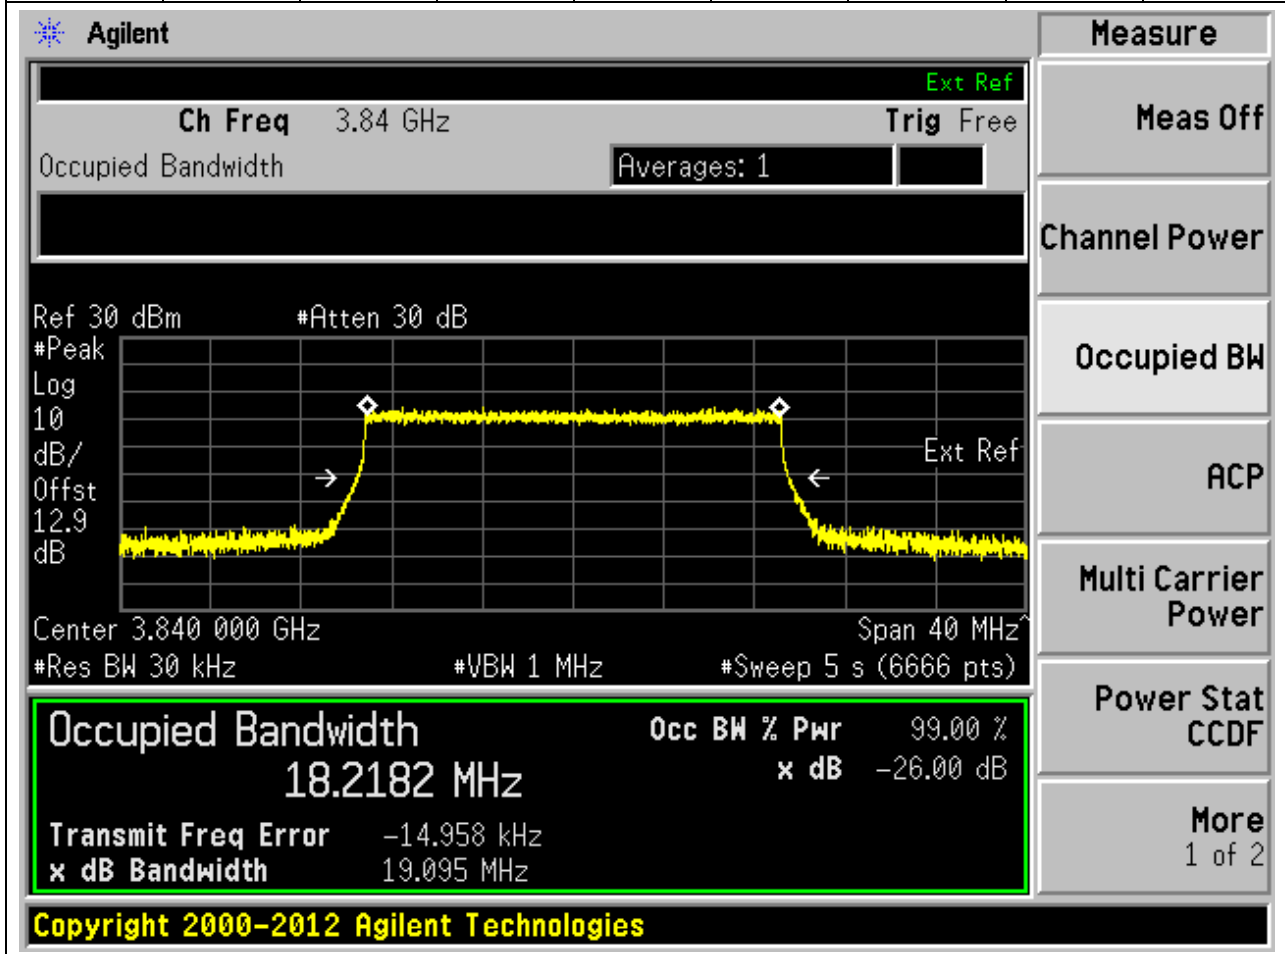 Agilent
Measure
Ext Ref
Ch Freq 3.84 GHz Trig Free
Meas Off
Occupied Bandwidth Averages: 1
Channel Power
Ref 30 dBm #Atten 30 dB
#Peak
Log
10
dB/
Offst
12.9
dB
Ext Ref
Occupied BW
ACP
Center 3.840 000 GHz Span 40 MHz^
#Res BW 30 kHz #VBW 1 MHz #Sweep 5 s (6666 pts)
Multi Carrier
Power
Occupied Bandwidth Occ BW % Pwr 99.00 %
18.2182 MHz x dB -26.00 dB
Power Stat
CCDF
Transmit Freq Error -14.958 kHz
x dB Bandwidth 19.095 MHz
More
1 of 2
Copyright 2000-2012 Agilent Technologies